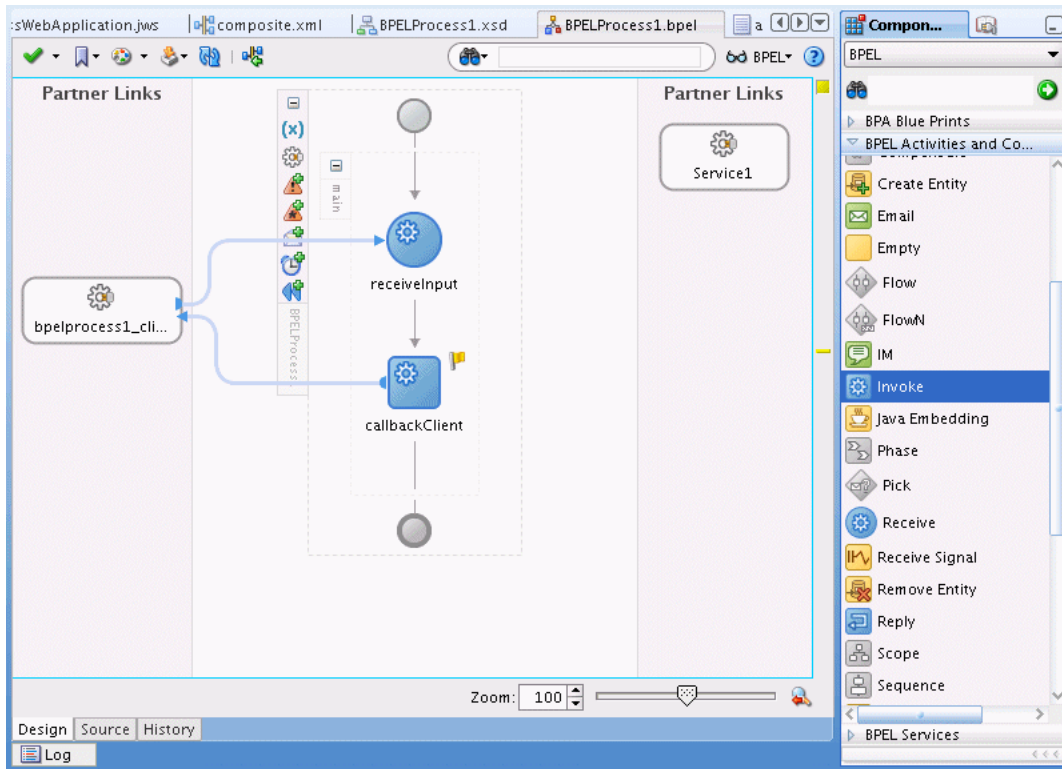 sWebApplication.jws
composite.xml
BPELProcess1.xsd
BPELProcess1.bpel
a
Compon...
BPEL
BPEL
Partner Links
Partner Links
BPA Blue Prints
BPEL Activities and Co...
Service1
main
Create Entity
Email
Empty
receiveInput
Flow
bpelprocess1_cli...
BPELProcess
FlowN
IM
Invoke
callbackClient
Java Embedding
Phase
Pick
Receive
Receive Signal
Remove Entity
Reply
Scope
Sequence
Zoom: 100
Design Source History
BPEL Services
Log